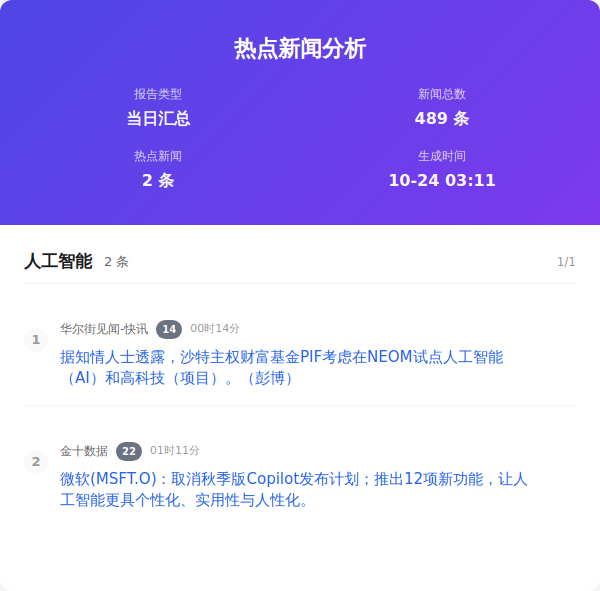 热点新闻分析
报告类型
新闻总数
当日汇总
489 条
热点新闻
生成时间
2 条
10-24 03:11
人工智能 2 条 1/1
1 华尔街见闻-快讯 14 00时14分
据知情人士透露，沙特主权财富基金PIF考虑在NEOM试点人工智能
（AI）和高科技（项目）。（彭博）
2 金十数据 22 01时11分
微软(MSFT.O)：取消秋季版Copilot发布计划；推出12项新功能，让人
工智能更具个性化、实用性与人性化。